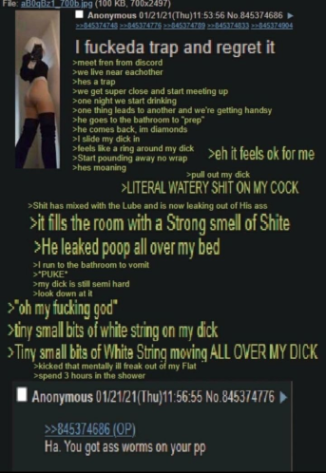 File: aB0gBz1_700b.jpg (100 KB, 700x2497)
Anonymous 01/21/21(Thu)11:53:56 No.845374686
>>845374748 >>845374776 >>845374789 >>845374833 >>845374904
I fuckeda trap and regret it
>meet fren from discord
>we live near eachother
>hes a trap
>we get super close and start meeting up
>one night we start drinking
>one things leads to another and we're getting handsy
>he goes to the bathroom to "prep"
>he comes back, im diamonds
>I slide my dick in
>feels like a ring around my dick
>Start pounding away no wrap
>hes moaning
>eh it feels ok for me
>pull out my dick
>LITERAL WATERY SHIT ON MY COCK
>Shit has mixed with the Lube and is now leaking out of His ass
>it fills the room with a Strong smell of Shite
>He leaked poop all over my bed
>I run to the bathroom to vomit
>*PUKE*
>my dick is still semi hard
>look down at it
>"oh my fucking god"
>tiny small bits of white string on my dick
>Tiny small bits of White String moving ALL OVER MY DICK
>kicked that mentally ill freak out of my Flat
>spend 3 hours in the shower
Anonymous 01/21/21(Thu)11:56:55 No.845374776
>>845374686 (OP)
Ha. You got ass worms on your pp